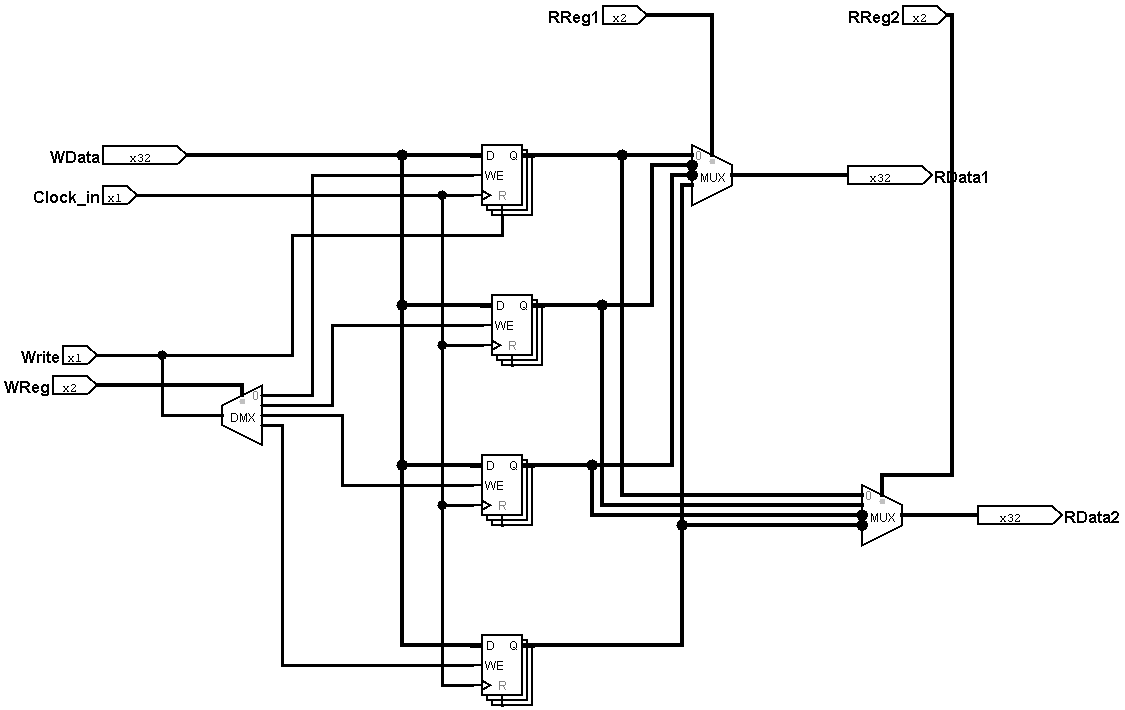 RReg1 x2
RReg2 x2
WData x32
D Q
0
WE
MUX
x32 RData1
Clock_in x1
R
D Q
WE
R
Write x1
WReg x2
0
DMX
D Q
WE
R
0
MUX
x32 RData2
D Q
WE
R